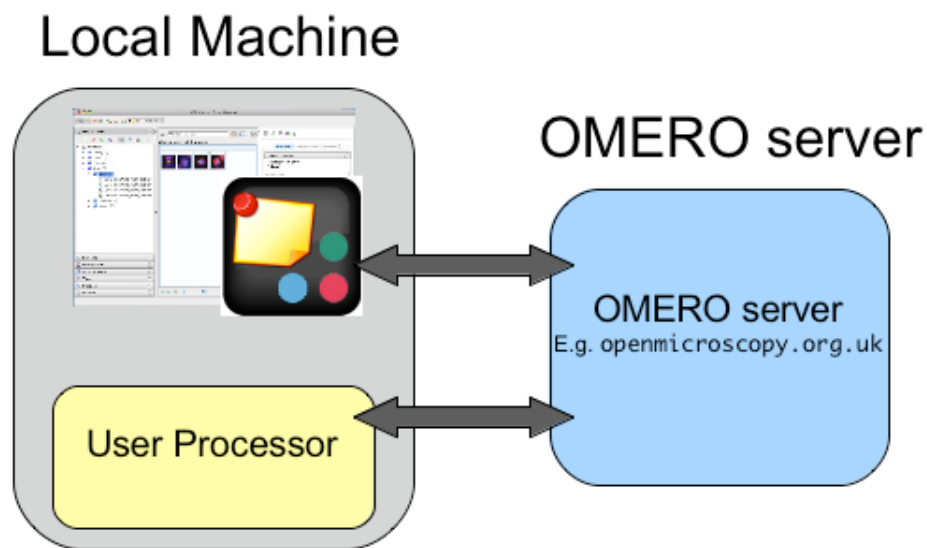 Local Machine
OMERO server
OMERO server
E.g. openmicroscopy.org.uk
User Processor